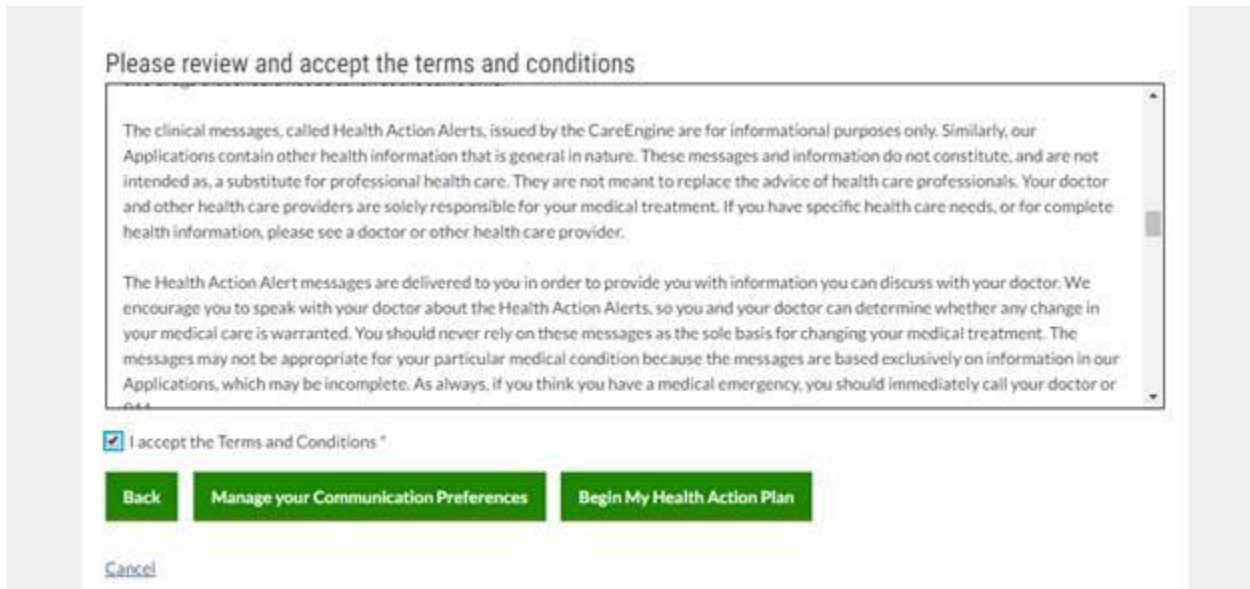 Please review and accept the terms and conditions
The clinical messages, called Health Action Alerts, issued by the CareEngine are for informational purposes only. Similarly, our
Applications contain other health information that is general in nature. These messages and information do not constitute, and are not
intended as, a substitute for professional health care. They are not meant to replace the advice of health care professionals. Your doctor
and other health care providers are solely responsible for your medical treatment. If you have specific health care needs, or for complete
health information, please see a doctor or other health care provider.
The Health Action Alert messages are delivered to you in order to provide you with information you can discuss with your doctor. We
encourage you to speak with your doctor about the Health Action Alerts, so you and your doctor can determine whether any change in
your medical care is warranted. You should never rely on these messages as the sole basis for changing your medical treatment. The
messages may not be appropriate for your particular medical condition because the messages are based exclusively on information in our
Applications, which may be incomplete. As always, if you think you have a medical emergency, you should immediately call your doctor or
I accept the Terms and Conditions *
Back
Manage your Communication Preferences
Begin My Health Action Plan
Cancel